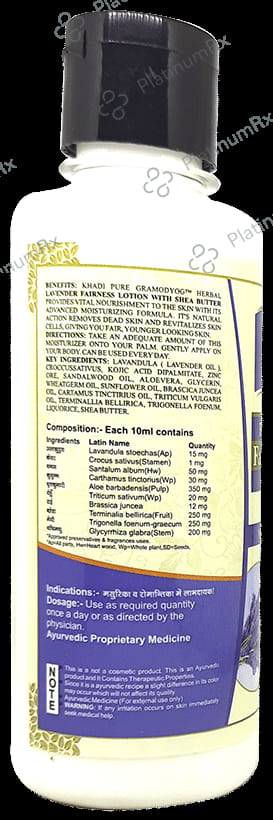 BENEFITS: KHADI PURE GRAMODYOG™ HERBAL
LAVENDER FAIRNESS LOTION WITH SHEA BUTTER
PROVIDES VITAL NOURISHMENT TO THE SKIN WITH ITS
ADVANCED MOISTURIZING FORMULA. IT'S NATURAL
ACTION REMOVES DEAD SKIN AND REVITALIZES SKIN
CELLS, GIVING YOU FAIR, YOUNGER LOOKING SKIN.
DIRECTIONS: TAKE AN ADEQUATE AMOUNT OF THIS
MOISTURIZER ONTO YOUR PALM. GENTLY APPLY ON
YOUR BODY. CAN BE USED EVERYDAY.
KEY INGREDIENTS: LAVANDULA ( LAVENDER OIL ),
CROCCUSSATIVUS, KOJIC ACID DIPALMITATE, ZINC
ORE, SANDALWOOD OIL, ALOEVERA, GLYCERIN,
WHEATGERM OIL, SUNFLOWER OIL, BRASCICA JUNCEA
OIL, CARTAMUS TINCTITIRUS OIL, TRITICUM VULGARIS
OIL, TERMINALLIA BELLIRICA, TRIGONELLA FOENUM,
LIQUORICE, SHEA BUTTER.
Composition:- Each 10ml contains
Ingredients Latin Name Quantity
Lavandula stoechas(Ap) 15 mg
केसर Crocus sativus(Stamen) 1 mg
Santalum album(Hw) 50 mg
Carthamus tinctorius(Wp) 30 mg
Aloe barbadensis(Pulp) 350 mg
Triticum sativum(Wp) 20 mg
Brassica juncea 12 mg
Terminalia bellirica(Fruit) 250 mg
मेथी Trigonella foenum-graecum 250 mg
Glycyrrhiza glabra(Stem) 200 mg
*Approved preservatives & fragrances uses.
*Ap=All parts, Hw=Heart wood, Wp=Whole plant,SD=Seeds,
Indications:- मसुरिका व रोमान्तिका में लाभदायक।
Dosage:- Use as required quantity
once a day or as directed by the
physician.
Ayurvedic Proprietary Medicine
NOTE
This is a not a cosmetic product. This is an Ayurvedic
product and It Contains Therapeutic Properties.
Since it is a ayurvedic recipe a slight difference in its color
may occur which will not affect its quality.
Ayurvedic Medicine (For external use only)
WARNING: If any irritation occurs on skin immediately
seek medical help.
PlatinumRx